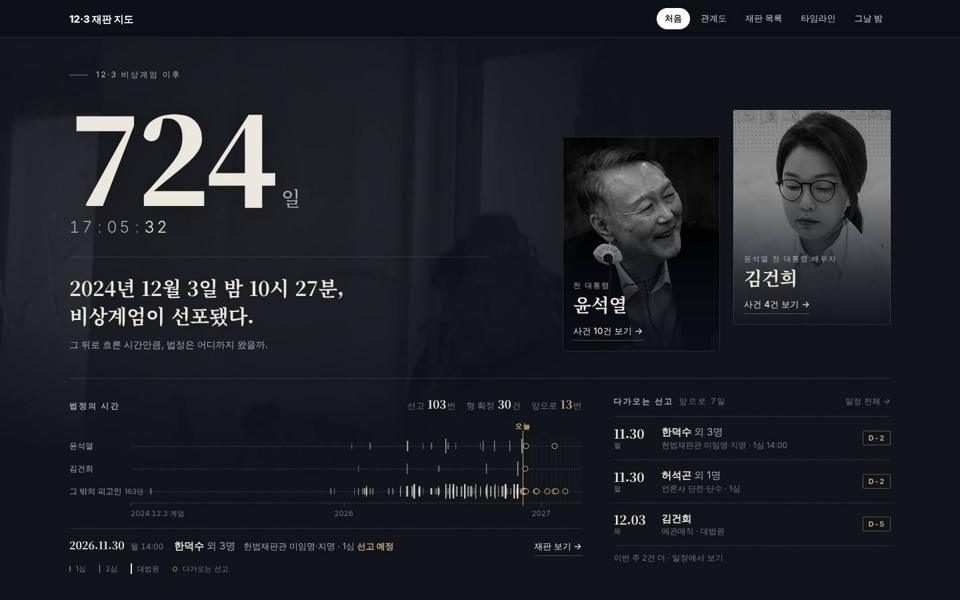 12·3 재판 지도
처음 관계도 재판 목록 타임라인 그날 밤
12·3 비상계엄 이후
724 일
17:05:32
2024년 12월 3일 밤 10시 27분,
비상계엄이 선포됐다.
그 뒤로 흐른 시간만큼, 법정은 어디까지 왔을까.
전 대통령
윤석열
사건 10건 보기 →
윤석열 전 대통령 배우자
김건희
사건 4건 보기 →
법정의 시간
선고 103번 형 확정 30건 앞으로 13번
오늘
윤석열
김건희
그 밖의 피고인 163명
2024.12.3 계엄 2026 2027
2026.11.30 월 14:00 한덕수 외 3명 헌법재판관 미임명·지명 · 1심 선고 예정 재판 보기 →
1심 2심 대법원 다가오는 선고
다가오는 선고 앞으로 7일 일정 전체 →
11.30 한덕수 외 3명 D-2
월 헌법재판관 미임명·지명 · 1심 14:00
11.30 허석곤 외 1명 D-2
월 언론사 단전·단수 · 1심
12.03 김건희 D-5
목 매관매직 · 대법원
이번 주 2건 더 · 일정에서 보기